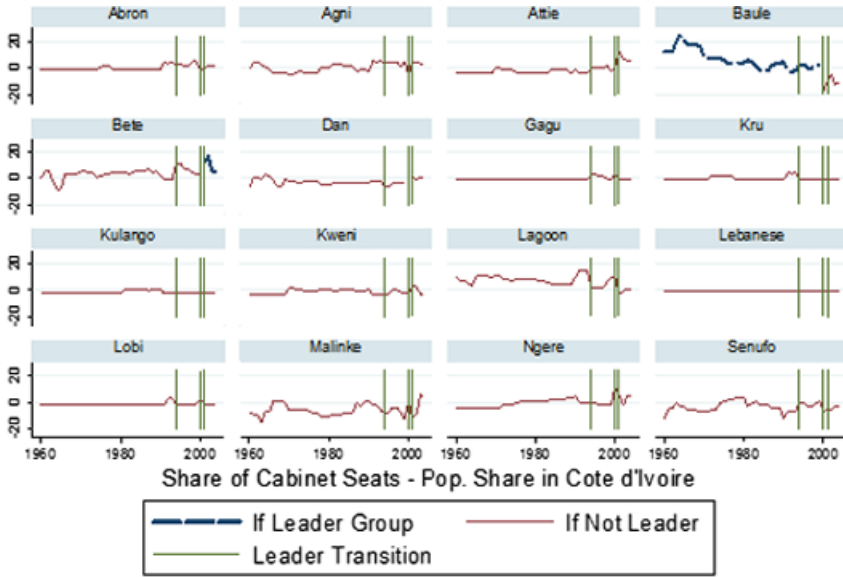 Abron Agni Attie Baule
20
0
-20
Bete Dan Gagu Kru
20
0
-20
Kulango Kweni Lagoon Lebanese
20
0
-20
Lobi Malinke Ngere Senufo
20
0
-20
1960 1980 2000 1960 1980 2000 1960 1980 2000 1960 1980 2000
Share of Cabinet Seats - Pop. Share in Cote d'Ivoire
If Leader Group If Not Leader
Leader Transition